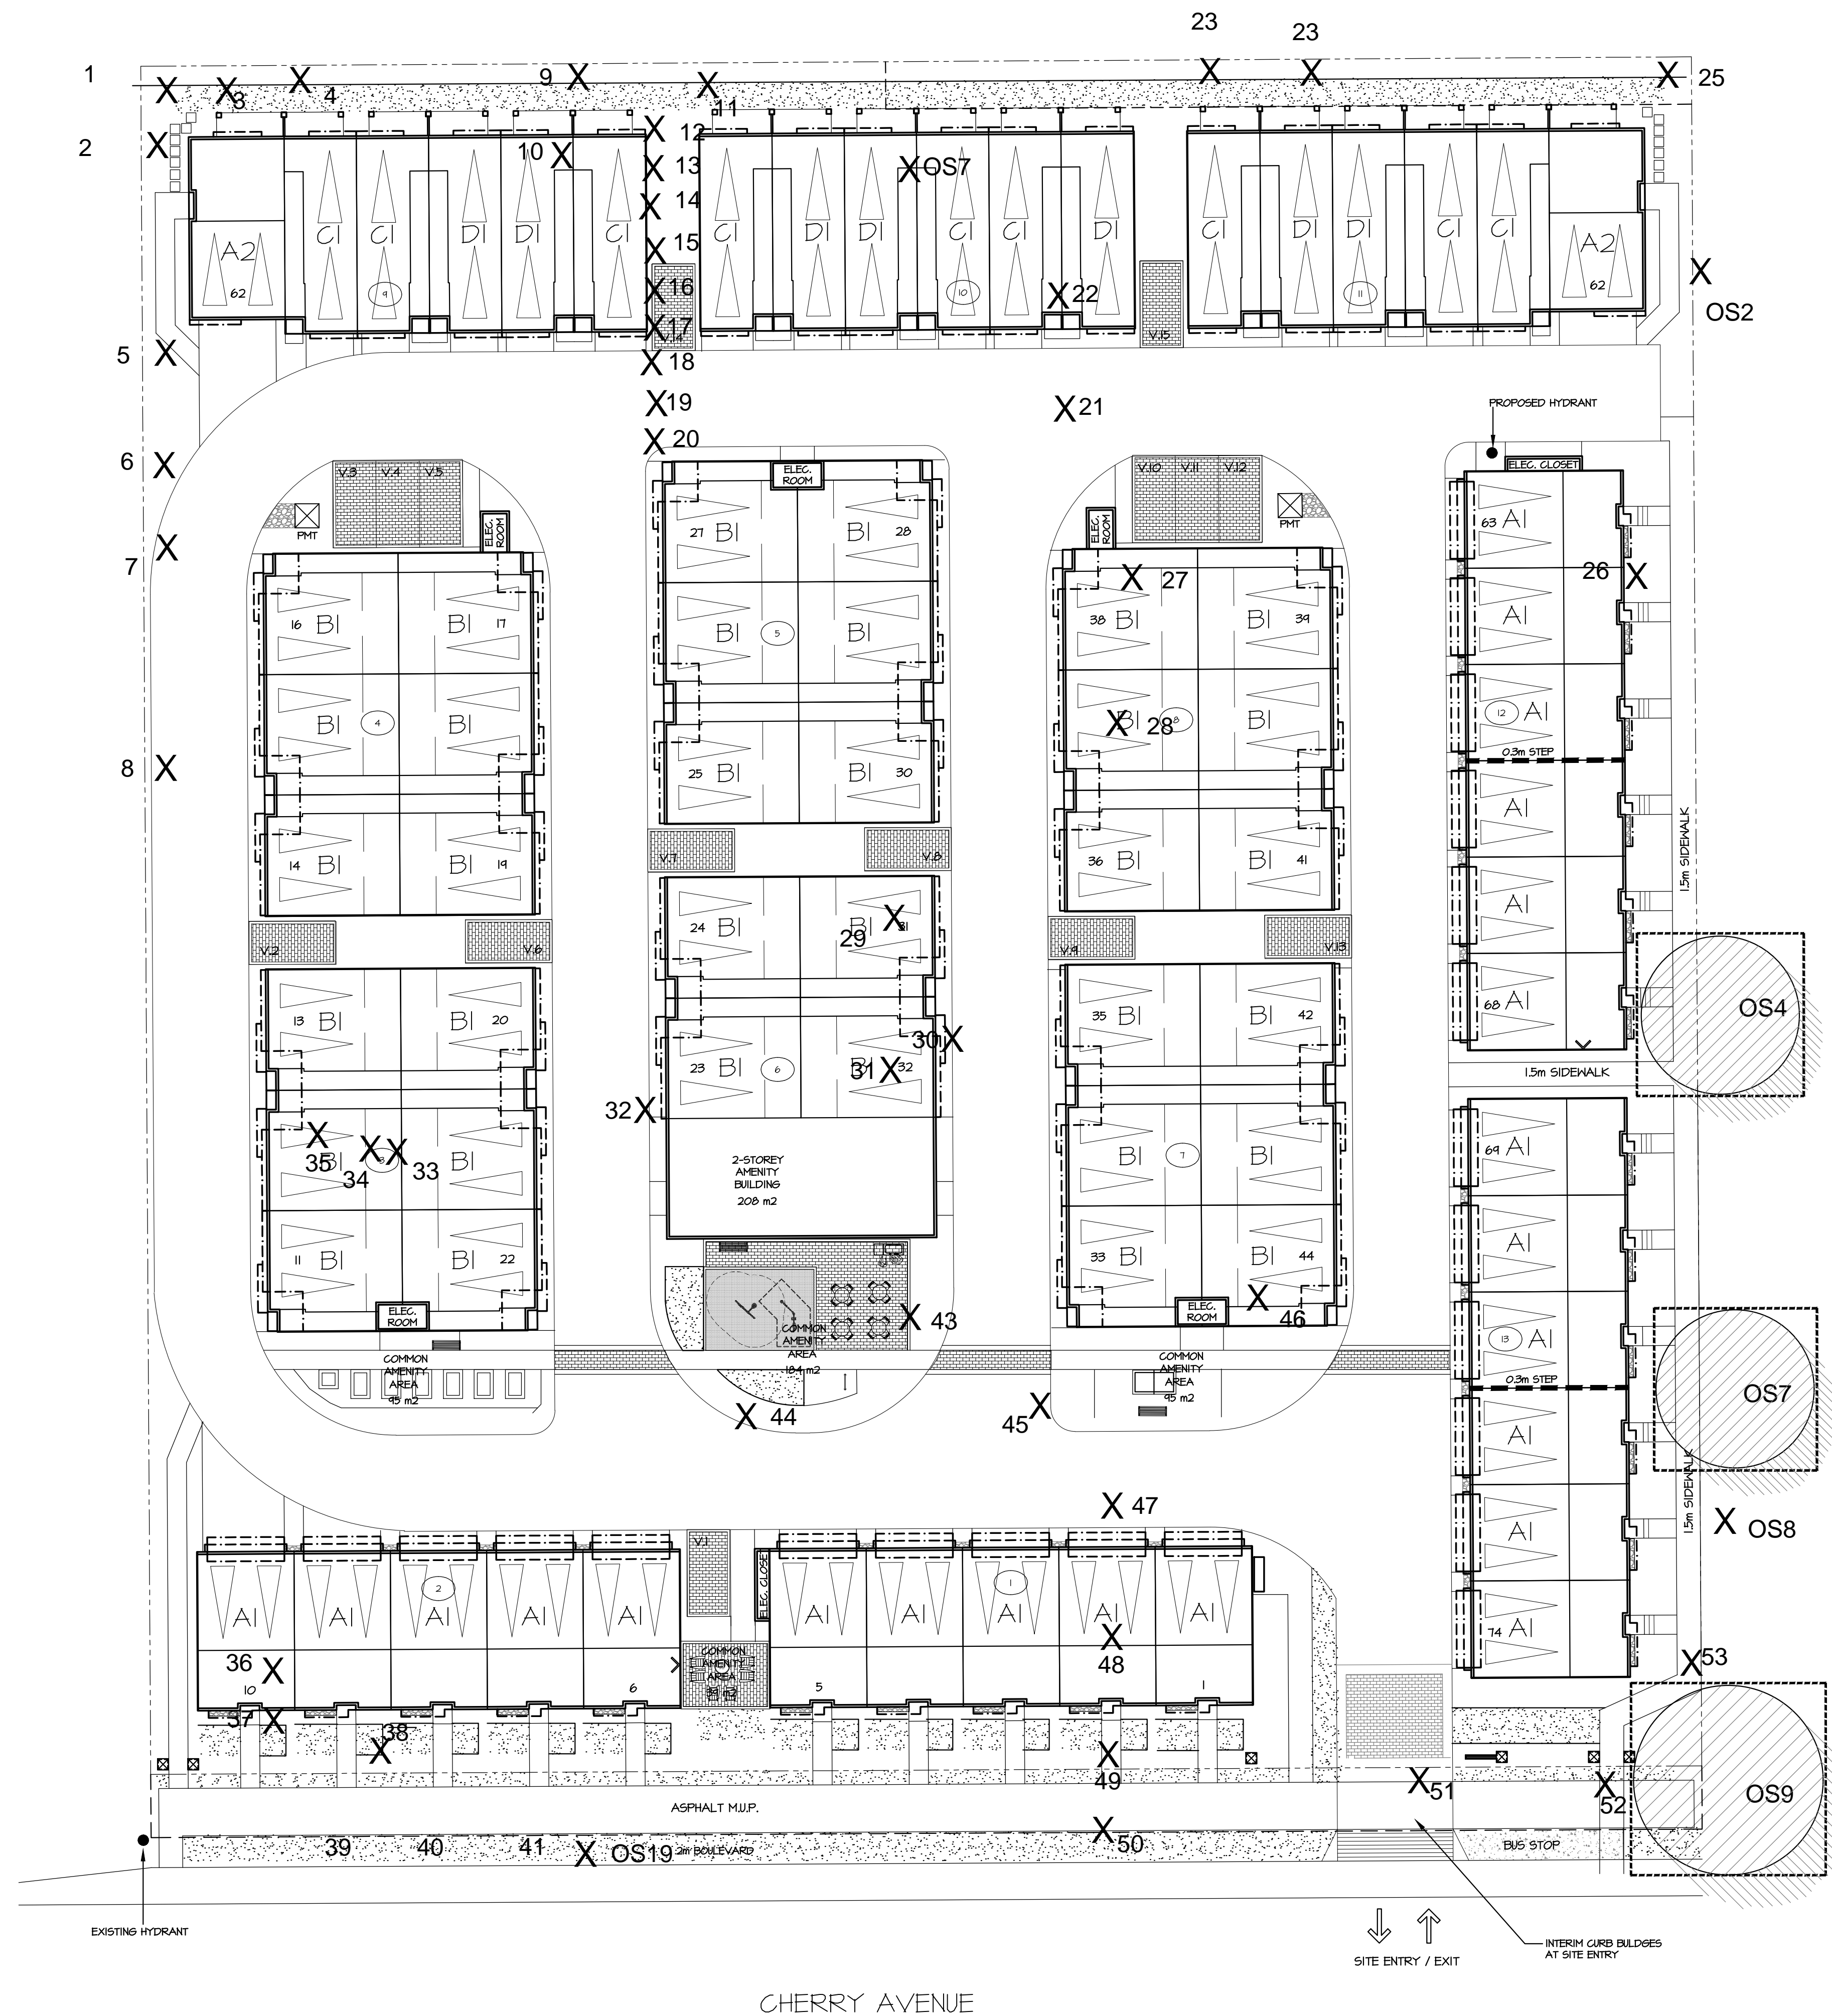 23
23
1
3
4
9
11
25
2
10
12
13
OS7
14
15
C1
C1
D1
D1
C1
C1
D1
D1
C1
C1
D1
C1
D1
D1
C1
C1
A2
62
9
16
10
22
11
A2
62
OS2
17
V.14
V.15
5
18
19
21
PROPOSED HYDRANT
20
6
V.3
V.4
V.5
ELEC.
ROOM
V.10
V.11
V.12
ELEC. CLOSET
PMT
ELEC.
ROOM
27
B1
B1
28
ELEC.
ROOM
PMT
63
A1
7
26
27
16
B1
B1
17
B1
5
B1
38
B1
B1
39
A1
B1
4
B1
B1
28
8
B1
12
A1
0.3m STEP
8
25
B1
B1
30
A1
1.5m SIDEWALK
14
B1
B1
19
V.7
V.8
36
B1
B1
41
A1
V.2
V.6
24
B1
29
B1
31
V.9
V.13
68
A1
OS4
13
B1
B1
20
35
B1
B1
42
30
23
B1
6
31
B1
32
1.5m SIDEWALK
32
35
34
B1
3
33
B1
2-STOREY
AMENITY
BUILDING
208 m2
B1
7
B1
69
A1
11
B1
B1
22
33
B1
B1
44
A1
ELEC.
ROOM
43
ELEC.
ROOM
46
COMMON
AMENITY
AREA
184 m2
13
A1
0.3m STEP
OS7
COMMON
AMENITY
AREA
95 m2
COMMON
AMENITY
AREA
95 m2
44
45
A1
1.5m SIDEWALK
47
A1
OS8
V.1
2
1
ELEC. CLOSE
A1
A1
A1
A1
A1
A1
A1
A1
A1
A1
74
A1
36
10
6
COMMON
AMENITY
AREA
5
48
1
53
37
38
49
51
52
OS9
ASPHALT M.U.P.
39
40
41
OS19
2m BOULEVARD
50
BUS STOP
EXISTING HYDRANT
SITE ENTRY / EXIT
INTERIM CURB BULDGES
AT SITE ENTRY
CHERRY AVENUE